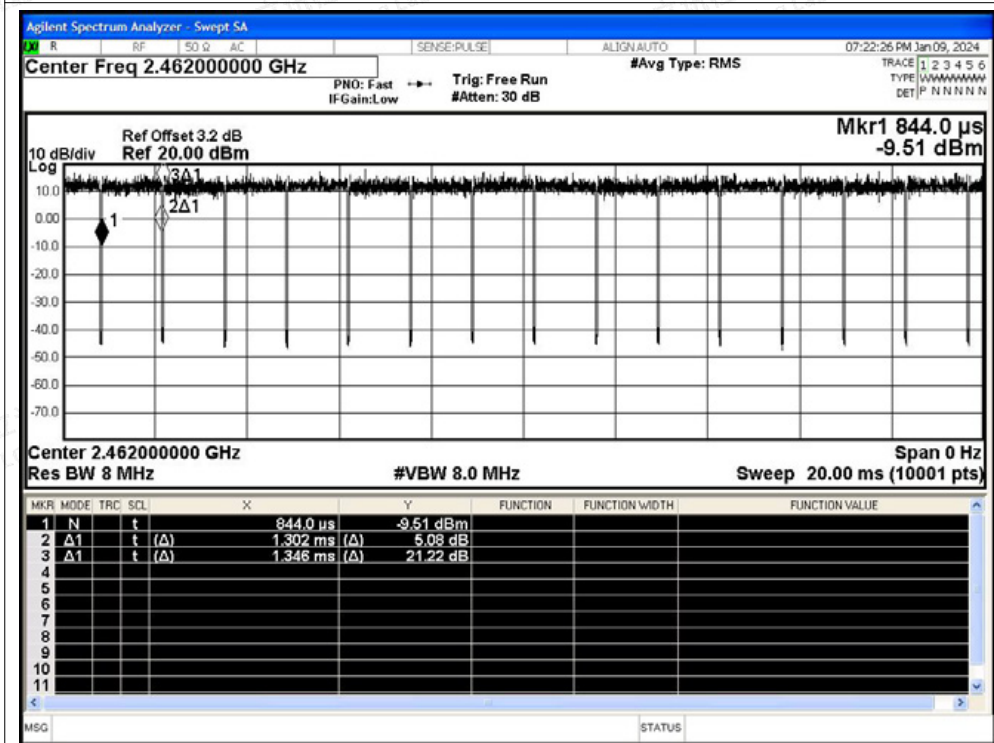 Agilent Spectrum Analyzer - Swept SA
R RF 50 Ω AC SENSE:PULSE ALIGN AUTO 07:22:26 PM Jan 09, 2024
Center Freq 2.462000000 GHz #Avg Type: RMS TRACE 1 2 3 4 5 6
PNO: Fast Trig: Free Run TYPE WWWWWW
IFGain:Low #Atten: 30 dB DET P N N N N N
Mkr1 844.0 µs
Ref Offset 3.2 dB
10 dB/div Ref 20.00 dBm -9.51 dBm
Log
3Δ1
10.0
2Δ1
0.00
1
-10.0
-20.0
-30.0
-40.0
-50.0
-60.0
-70.0
Center 2.462000000 GHz Span 0 Hz
Res BW 8 MHz #VBW 8.0 MHz Sweep 20.00 ms (10001 pts)
MKR MODE TRC SCL X Y FUNCTION FUNCTION WIDTH FUNCTION VALUE
1 N t 844.0 µs -9.51 dBm
2 Δ1 t (Δ) 1.302 ms (Δ) 5.08 dB
3 Δ1 t (Δ) 1.346 ms (Δ) 21.22 dB
4
5
6
7
8
9
10
11
MSG STATUS